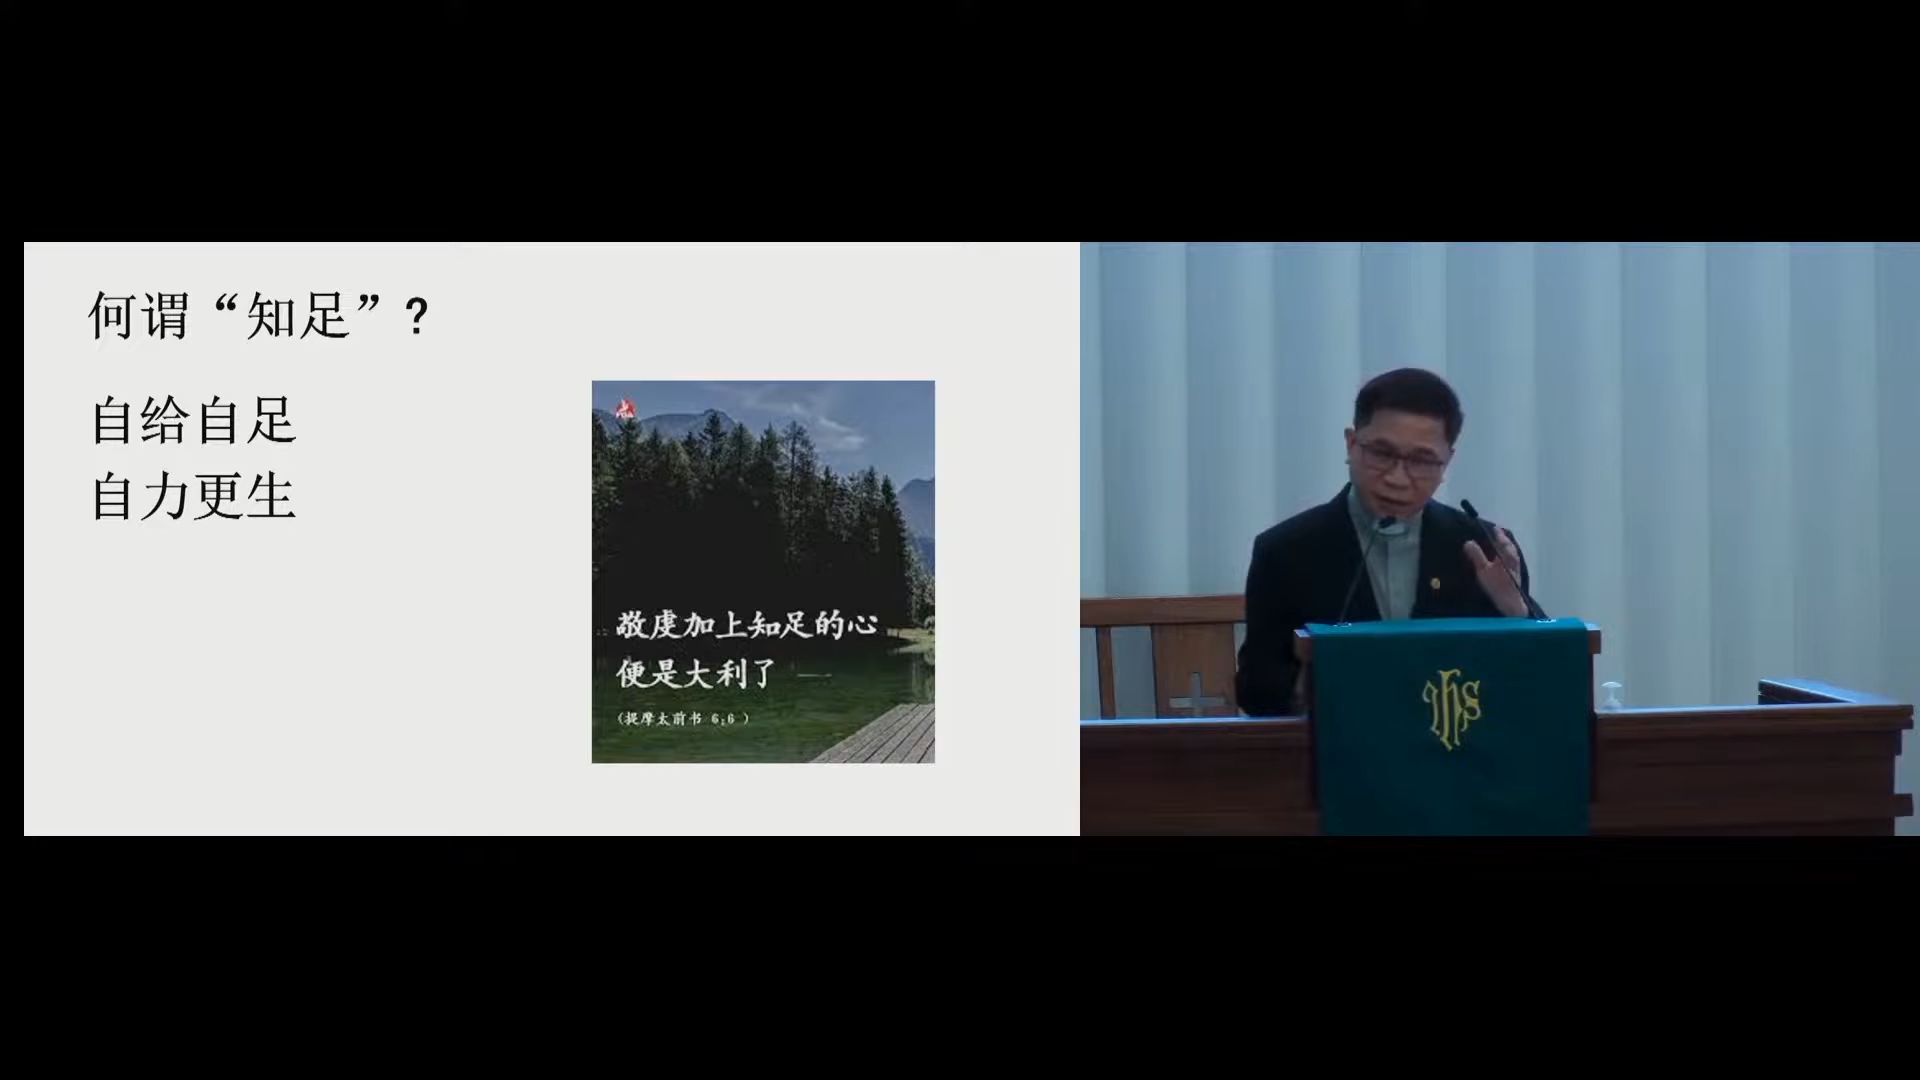 何谓“知足”?
自给自足
自力更生
敬虔加上知足的心
便是大利了
(提摩太前书 6:6 )
IHS